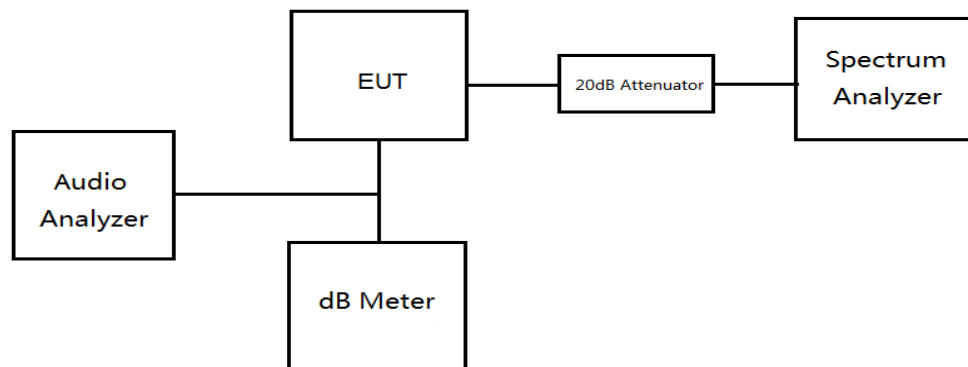 EUT
20dB Attenuator
Spectrum
Analyzer
Audio
Analyzer
dB Meter